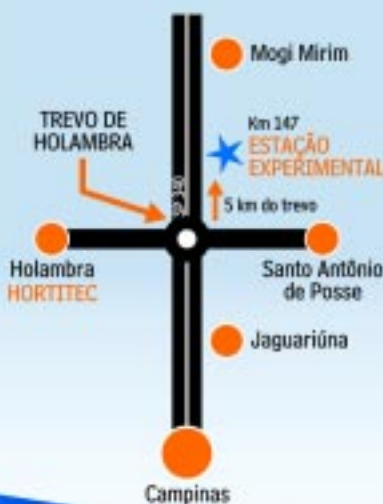 Mogi Mirim
TREVO DE
HOLAMBRA
Km 147
ESTAÇÃO
EXPERIMENTAL
5 km do trevo
Holambra
HORTITEC
Santo Antônio
de Posse
Jaguariúna
Campinas